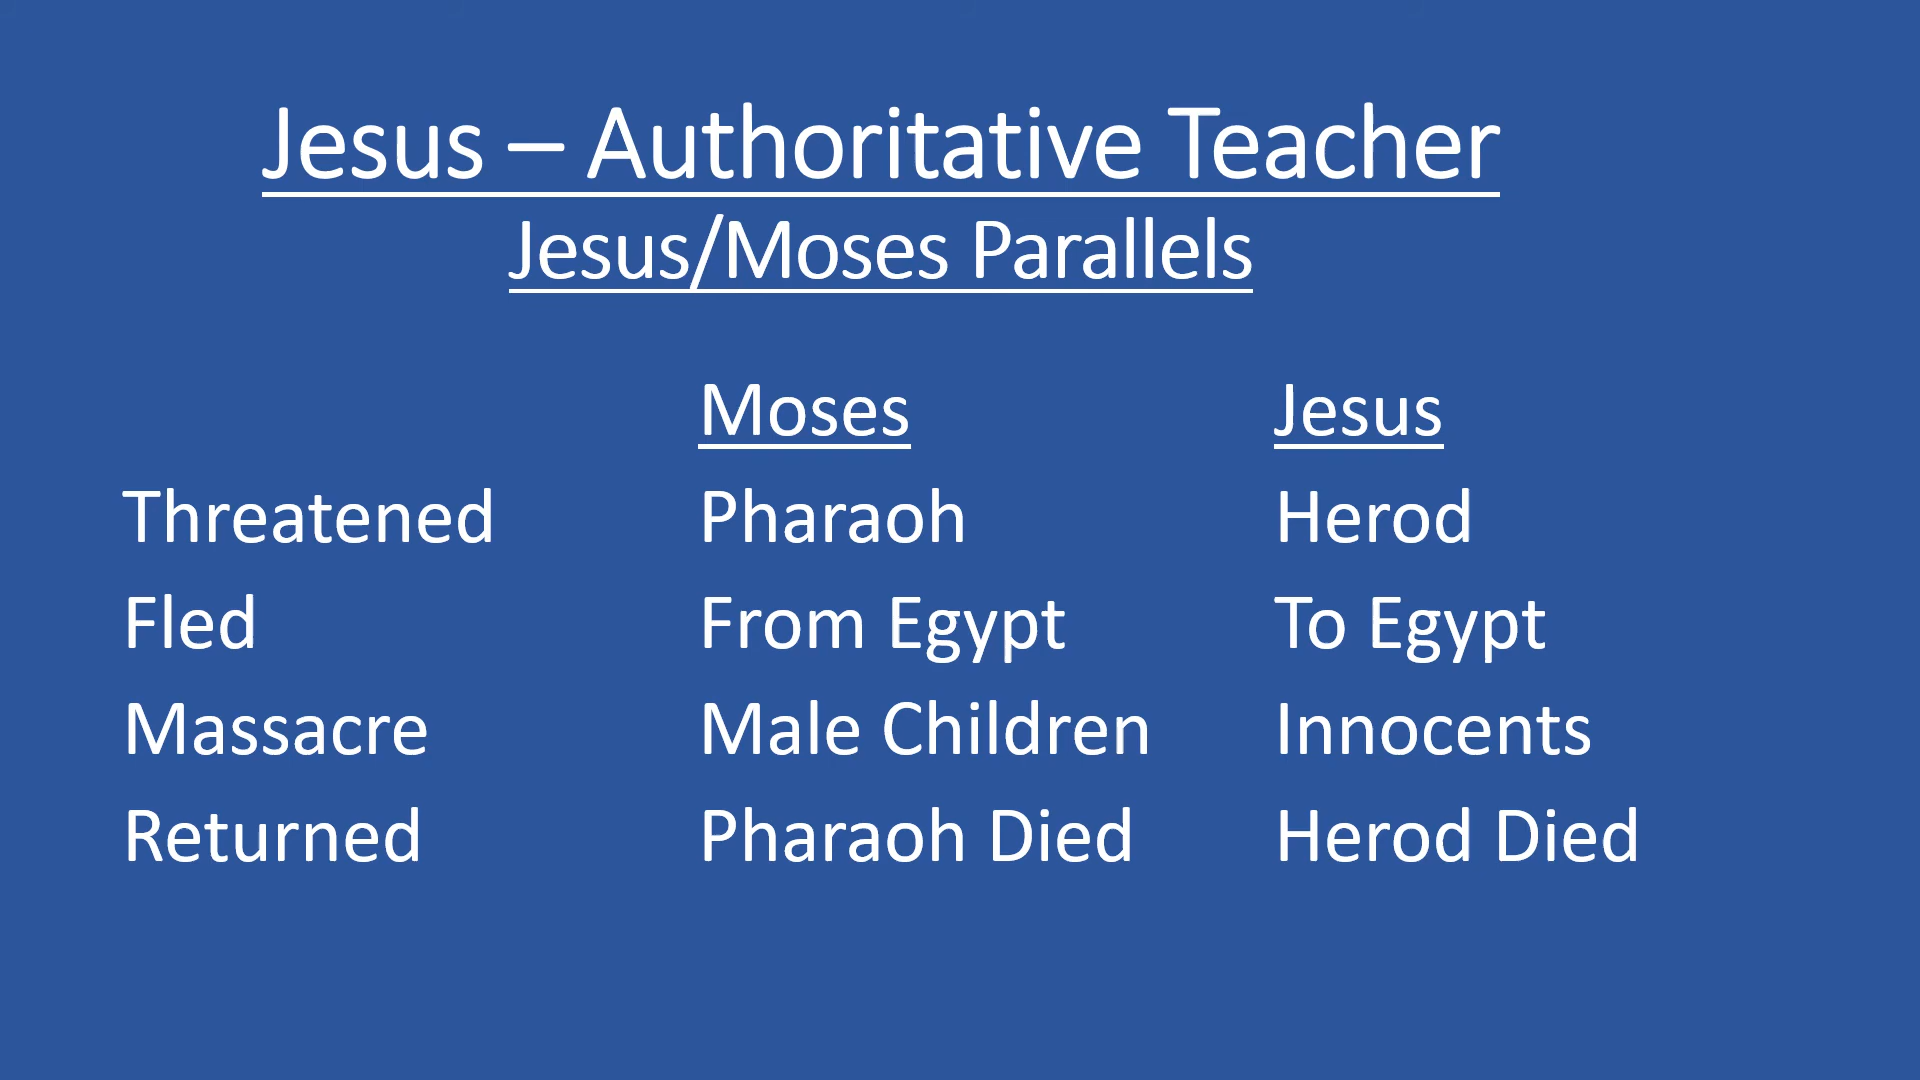 Jesus – Authoritative Teacher
Jesus/Moses Parallels
Moses Jesus
Threatened Pharaoh Herod
Fled From Egypt To Egypt
Massacre Male Children Innocents
Returned Pharaoh Died Herod Died